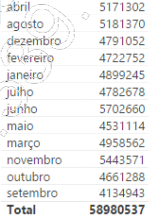 abril 5171302
agosto 5181370
dezembro 4791052
fevereiro 4722752
janeiro 4899245
julho 4782678
junho 5702660
maio 4531114
março 4958562
novembro 5443571
outubro 4661288
setembro 4134943
Total 58980537